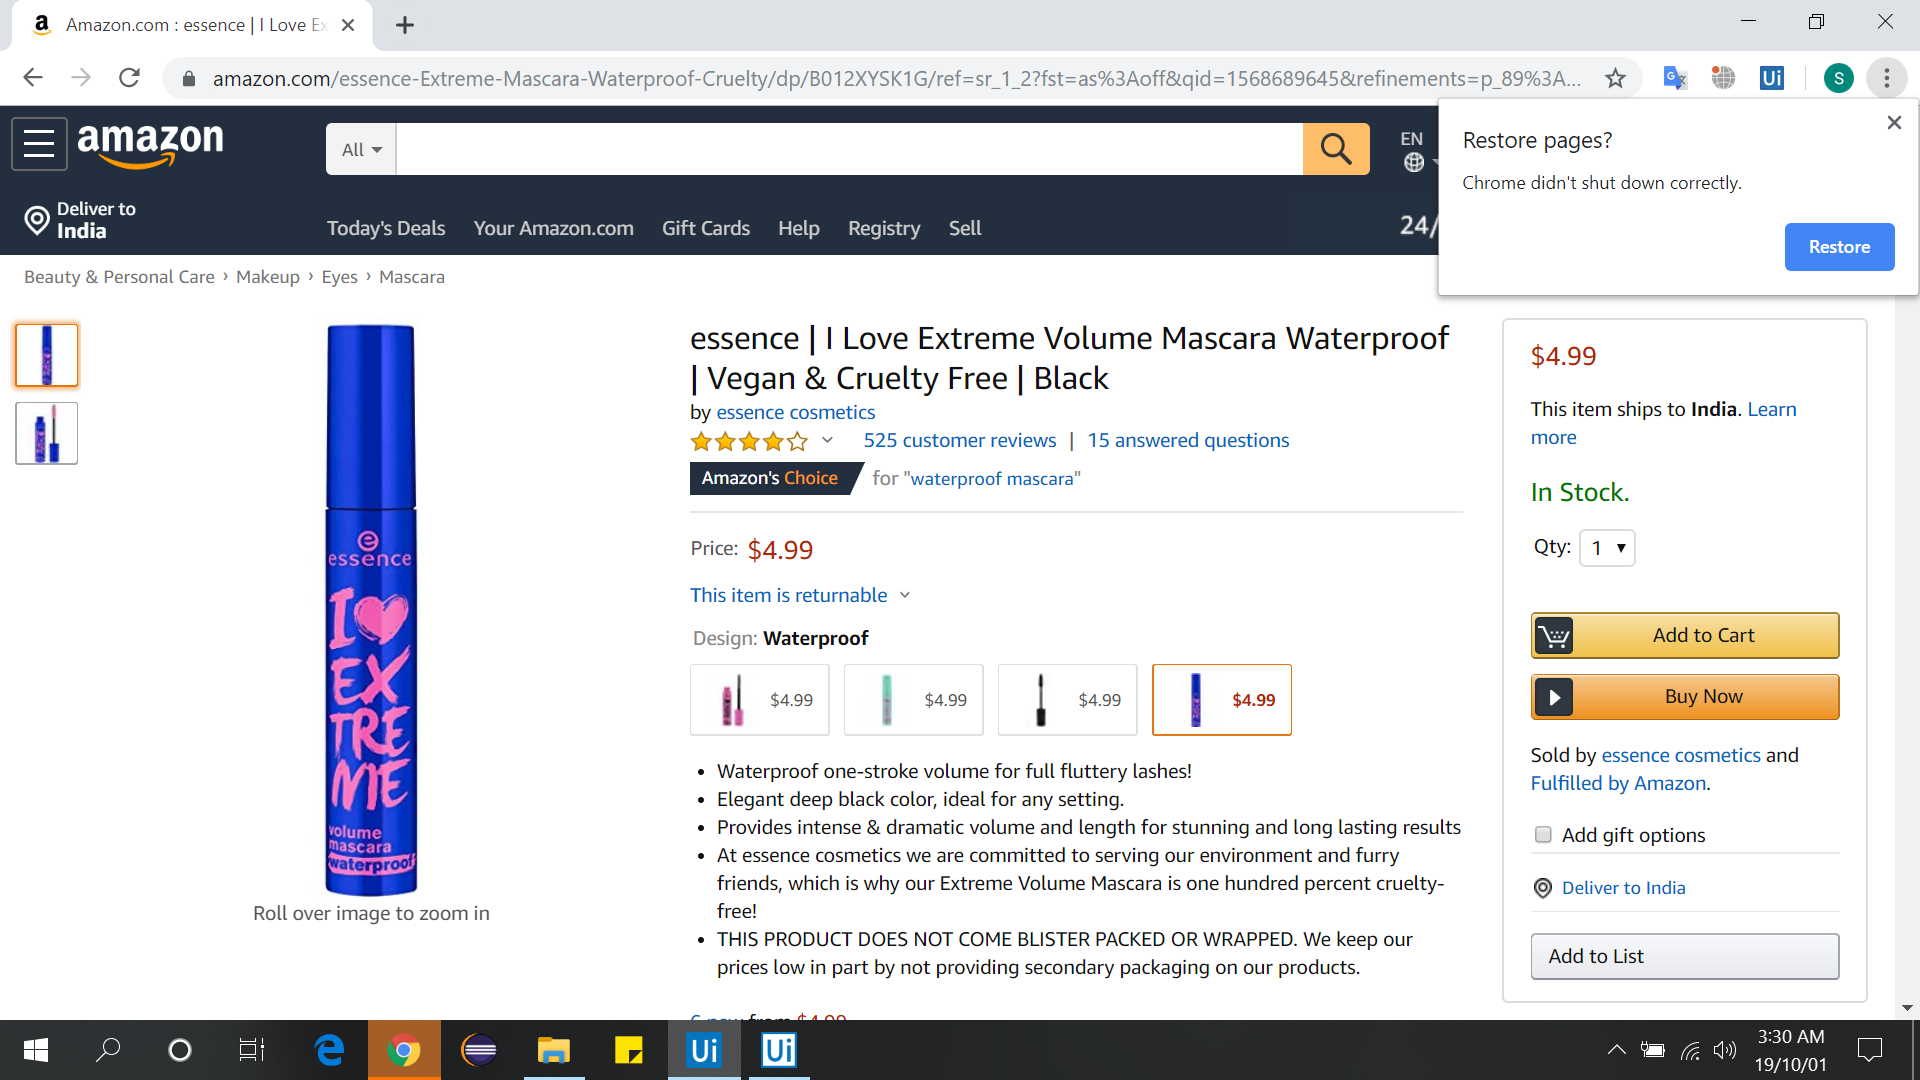 Amazon.com : essence | I Love Ex
amazon.com/essence-Extreme-Mascara-Waterproof-Cruelty/dp/B012XYSK1G/ref=sr_1_2?fst=as%3Aoff&qid=1568689645&refinements=p_89%3A...
S
Restore pages?
Chrome didn't shut down correctly.
Restore
amazon
All
EN
Deliver to
India
Today's Deals
Your Amazon.com
Gift Cards
Help
Registry
Sell
24/
Beauty & Personal Care › Makeup › Eyes › Mascara
essence
I
EX
TRE
ME
volume
mascara
waterproof
Roll over image to zoom in
essence | I Love Extreme Volume Mascara Waterproof
| Vegan & Cruelty Free | Black
by essence cosmetics
525 customer reviews | 15 answered questions
Amazon's Choice for "waterproof mascara"
Price: $4.99
This item is returnable
Design: Waterproof
$4.99
$4.99
$4.99
$4.99
• Waterproof one-stroke volume for full fluttery lashes!
• Elegant deep black color, ideal for any setting.
• Provides intense & dramatic volume and length for stunning and long lasting results
• At essence cosmetics we are committed to serving our environment and furry
friends, which is why our Extreme Volume Mascara is one hundred percent cruelty-
free!
• THIS PRODUCT DOES NOT COME BLISTER PACKED OR WRAPPED. We keep our
prices low in part by not providing secondary packaging on our products.
6 new from $4.99
$4.99
This item ships to India. Learn
more
In Stock.
Qty: 1
Add to Cart
Buy Now
Sold by essence cosmetics and
Fulfilled by Amazon.
Add gift options
Deliver to India
Add to List
Ui
Ui
Ui
3:30 AM
19/10/01